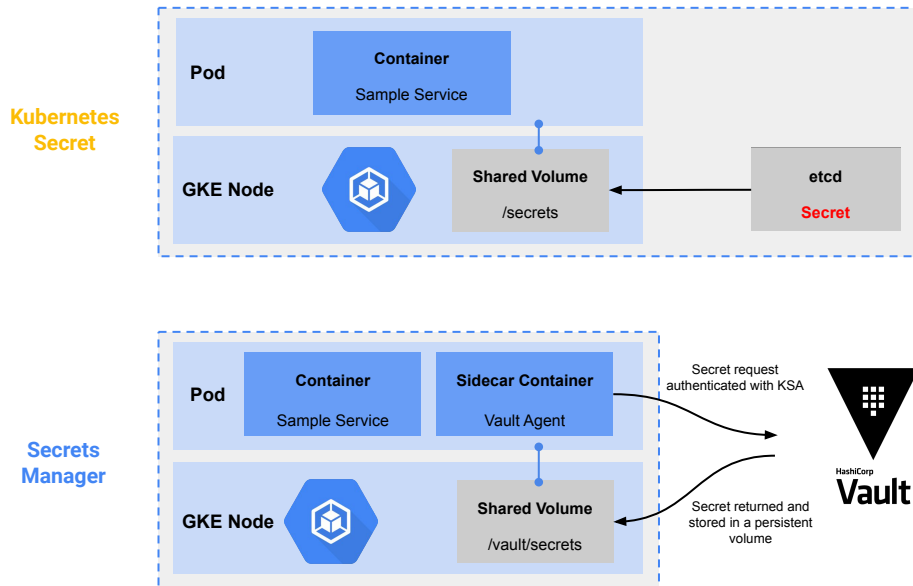 Kubernetes
Secret
Pod
Container
Sample Service
GKE Node
Shared Volume
/secrets
etcd
Secret
Secrets
Manager
Pod
Container
Sample Service
Sidecar Container
Vault Agent
GKE Node
Shared Volume
/vault/secrets
Secret request
authenticated with KSA
Secret returned and
stored in a persistent
volume
HashiCorp
Vault